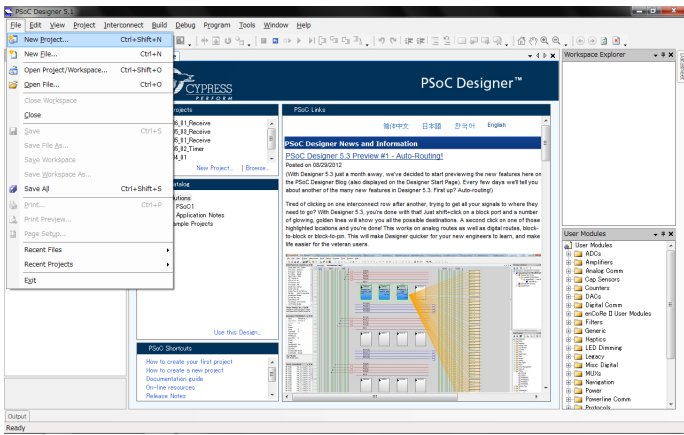 PSoC Designer 5.1
File Edit View Project Interconnect Build Debug Program Tools Window Help
New Project... Ctrl+Shift+N
New File... Ctrl+N
Open Project/Workspace... Ctrl+Shift+O
Open File... Ctrl+O
Close Workspace
Close
Save Ctrl+S
Save File As...
Save Workspace
Save Workspace As...
Save All Ctrl+Shift+S
Print... Ctrl+P
Print Preview...
Page Setup...
Recent Files
Recent Projects
Exit
CYPRESS
PERFORM
PSoC Designer™
rojects
_01_Receive
_03_Receive
_01_Receive
_02_Timer
_01
New Project... | Browse...
atalog
utions
PSoC1
Application Notes
ample Projects
Use this Design...
PSoC Shortcuts
How to create your first project
How to create a new project
Documentation guide
On-line resources
Release Notes
PSoC Links
简体中文 日本語 한국어 English
PSoC Designer News and Information
PSoC Designer 5.3 Preview #1 - Auto-Routing!
Posted on 08/29/2012
(With Designer 5.3 just a month away, we've decided to start previewing the new features here on
the PSoC Designer Blog (also displayed on the Designer Start Page). Every few days we'll tell you
about another of the many new features in Designer 5.3. First up? Auto-routing!)
Tired of clicking on one interconnect row after another, trying to get all your signals to where they
need to go? With Designer 5.3, you're done with that! Just shift+click on a block port and a number
of glowing, golden lines will show you all the possible destinations. A second click on one of those
highlighted locations and you're done! This works on analog routes as well as digital routes, block-
to-block or block-to-pin. This will make Designer quicker for your new engineers to learn, and make
life easier for the veteran users.
Workspace Explorer
Datasheet
User Modules
User Modules
ADCs
Amplifiers
Analog Comm
Cap Sensors
Counters
DACs
Digital Comm
enCoRe II User Modules
Filters
Generic
Haptics
LED Dimming
Legacy
Misc Digital
MUXs
Navigation
Power
Powerline Comm
Protocols
Output
Ready